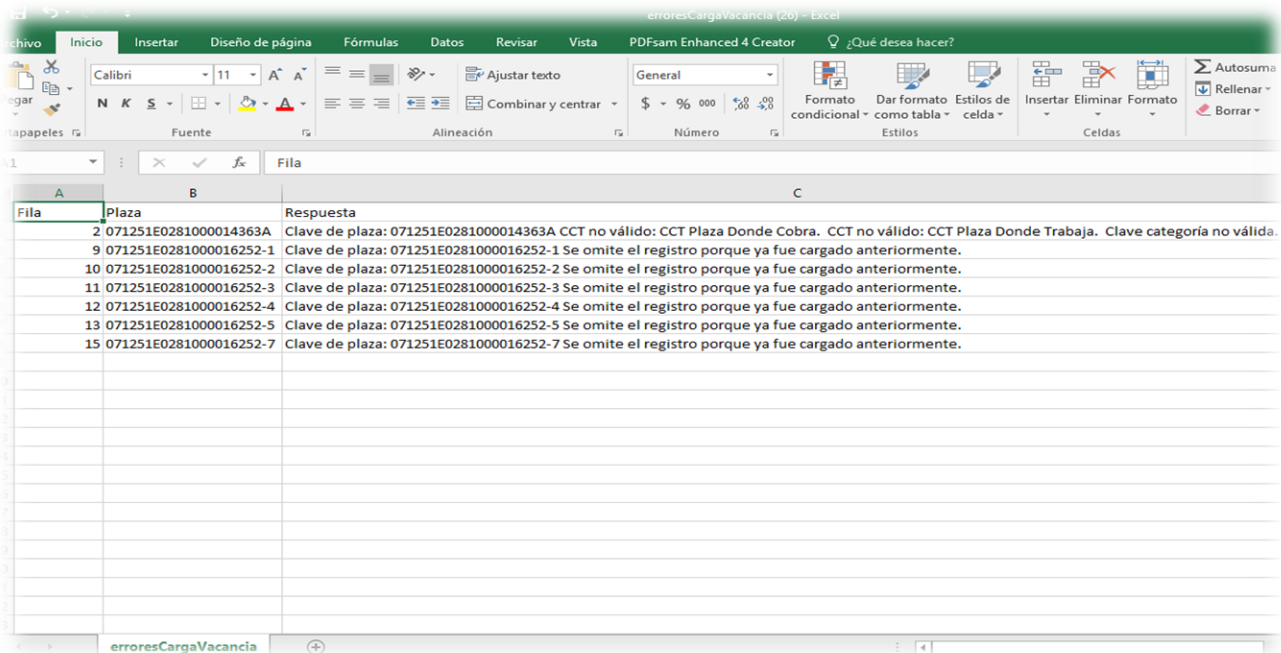 erroresCargaVacancia (26) - Excel
Archivo Inicio Insertar Diseño de página Fórmulas Datos Revisar Vista PDFsam Enhanced 4 Creator ¿Qué desea hacer?
Calibri 11 Ajustar texto General Formato condicional Dar formato como tabla Estilos de celda Insertar Eliminar Formato Autosuma
N K S A Combinar y centrar $ % 000 Rellenar
Borrar
Fuente Alineación Número Estilos Celdas
A1 fx Fila
A B C
Fila Plaza Respuesta
2 071251E0281000014363A Clave de plaza: 071251E0281000014363A CCT no válido: CCT Plaza Donde Cobra. CCT no válido: CCT Plaza Donde Trabaja. Clave categoría no válida.
9 071251E0281000016252-1 Clave de plaza: 071251E0281000016252-1 Se omite el registro porque ya fue cargado anteriormente.
10 071251E0281000016252-2 Clave de plaza: 071251E0281000016252-2 Se omite el registro porque ya fue cargado anteriormente.
11 071251E0281000016252-3 Clave de plaza: 071251E0281000016252-3 Se omite el registro porque ya fue cargado anteriormente.
12 071251E0281000016252-4 Clave de plaza: 071251E0281000016252-4 Se omite el registro porque ya fue cargado anteriormente.
13 071251E0281000016252-5 Clave de plaza: 071251E0281000016252-5 Se omite el registro porque ya fue cargado anteriormente.
15 071251E0281000016252-7 Clave de plaza: 071251E0281000016252-7 Se omite el registro porque ya fue cargado anteriormente.
erroresCargaVacancia